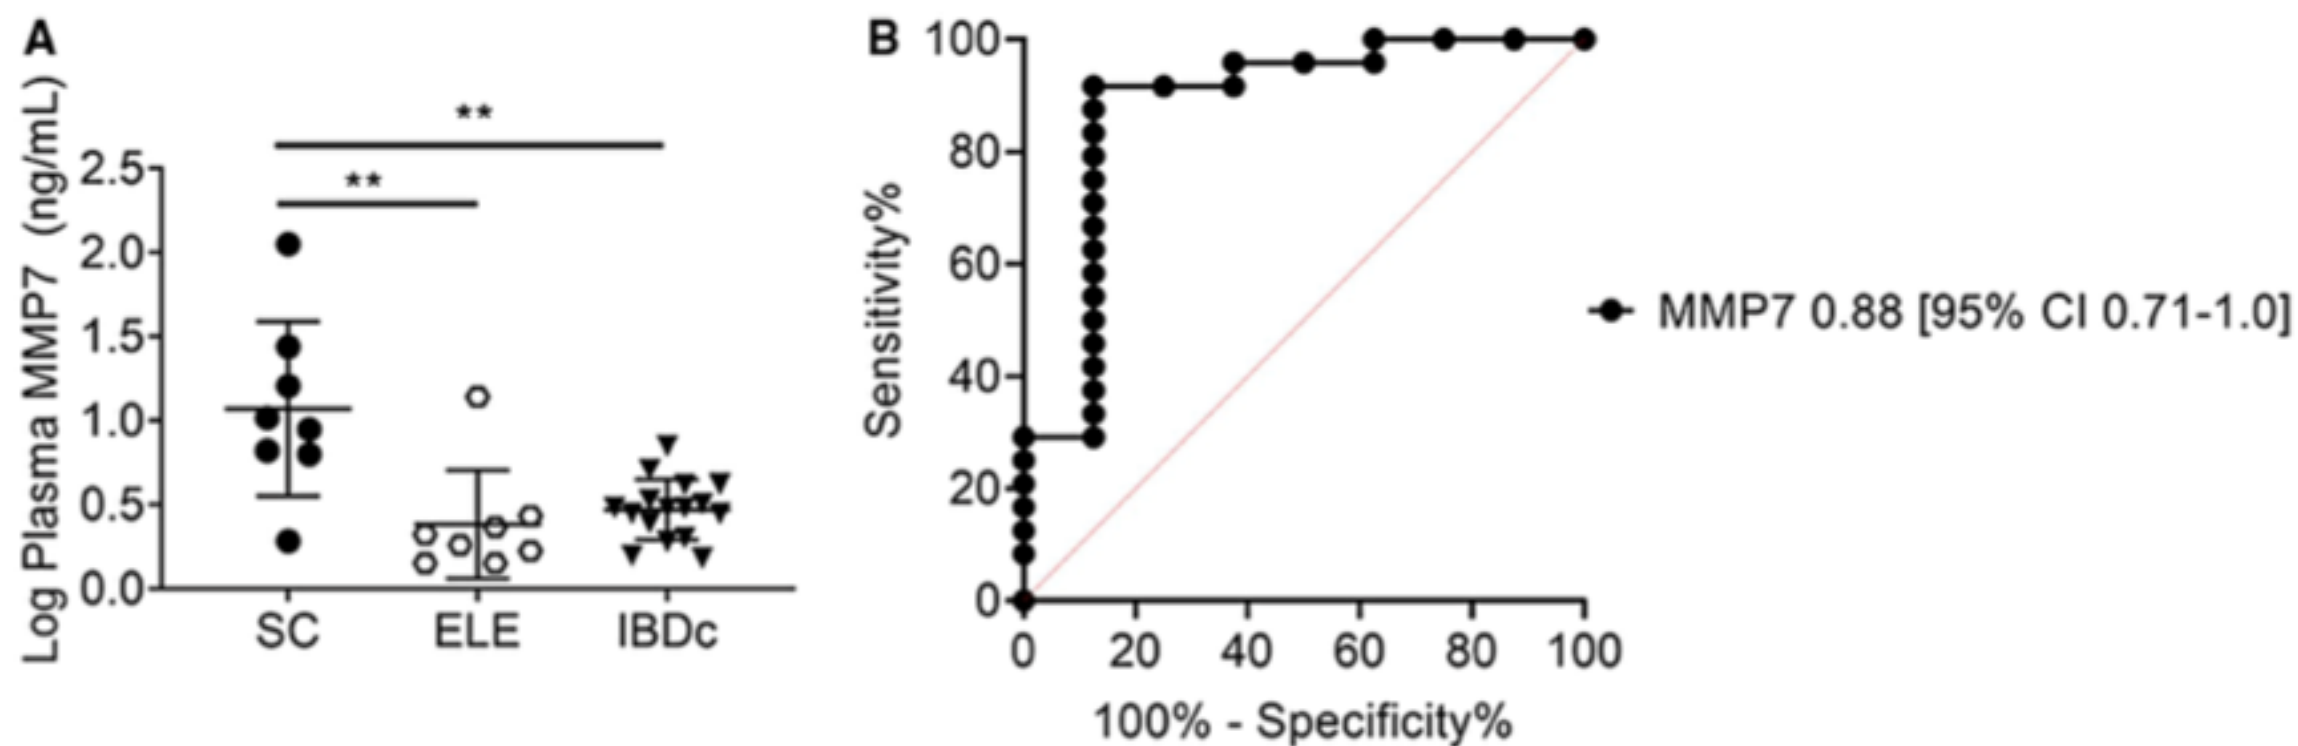 A
Log Plasma MMP7 (ng/mL)
**
**
2.5
2.0
1.5
1.0
0.5
0.0
SC ELE IBDc
B
Sensitivity%
100
80
60
40
20
0
0 20 40 60 80 100
100% - Specificity%
MMP7 0.88 [95% CI 0.71-1.0]